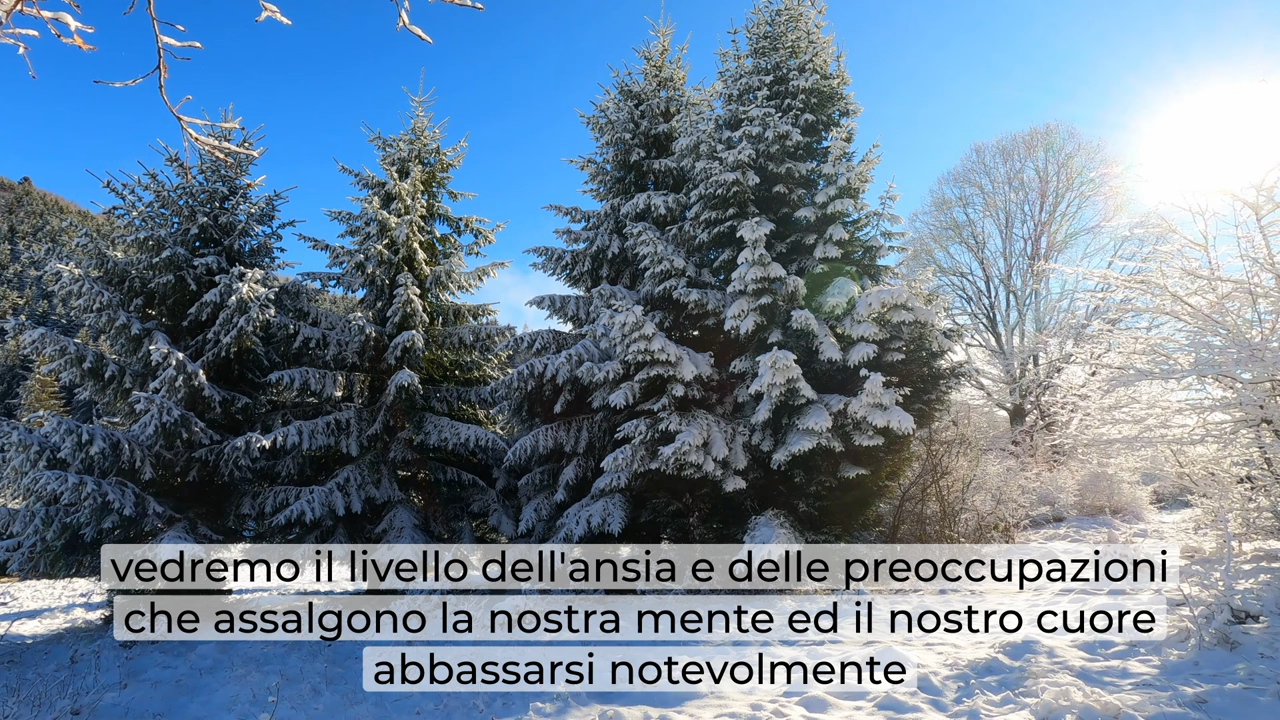 vedremo il livello dell'ansia e delle preoccupazioni
che assalgono la nostra mente ed il nostro cuore
abbassarsi notevolmente